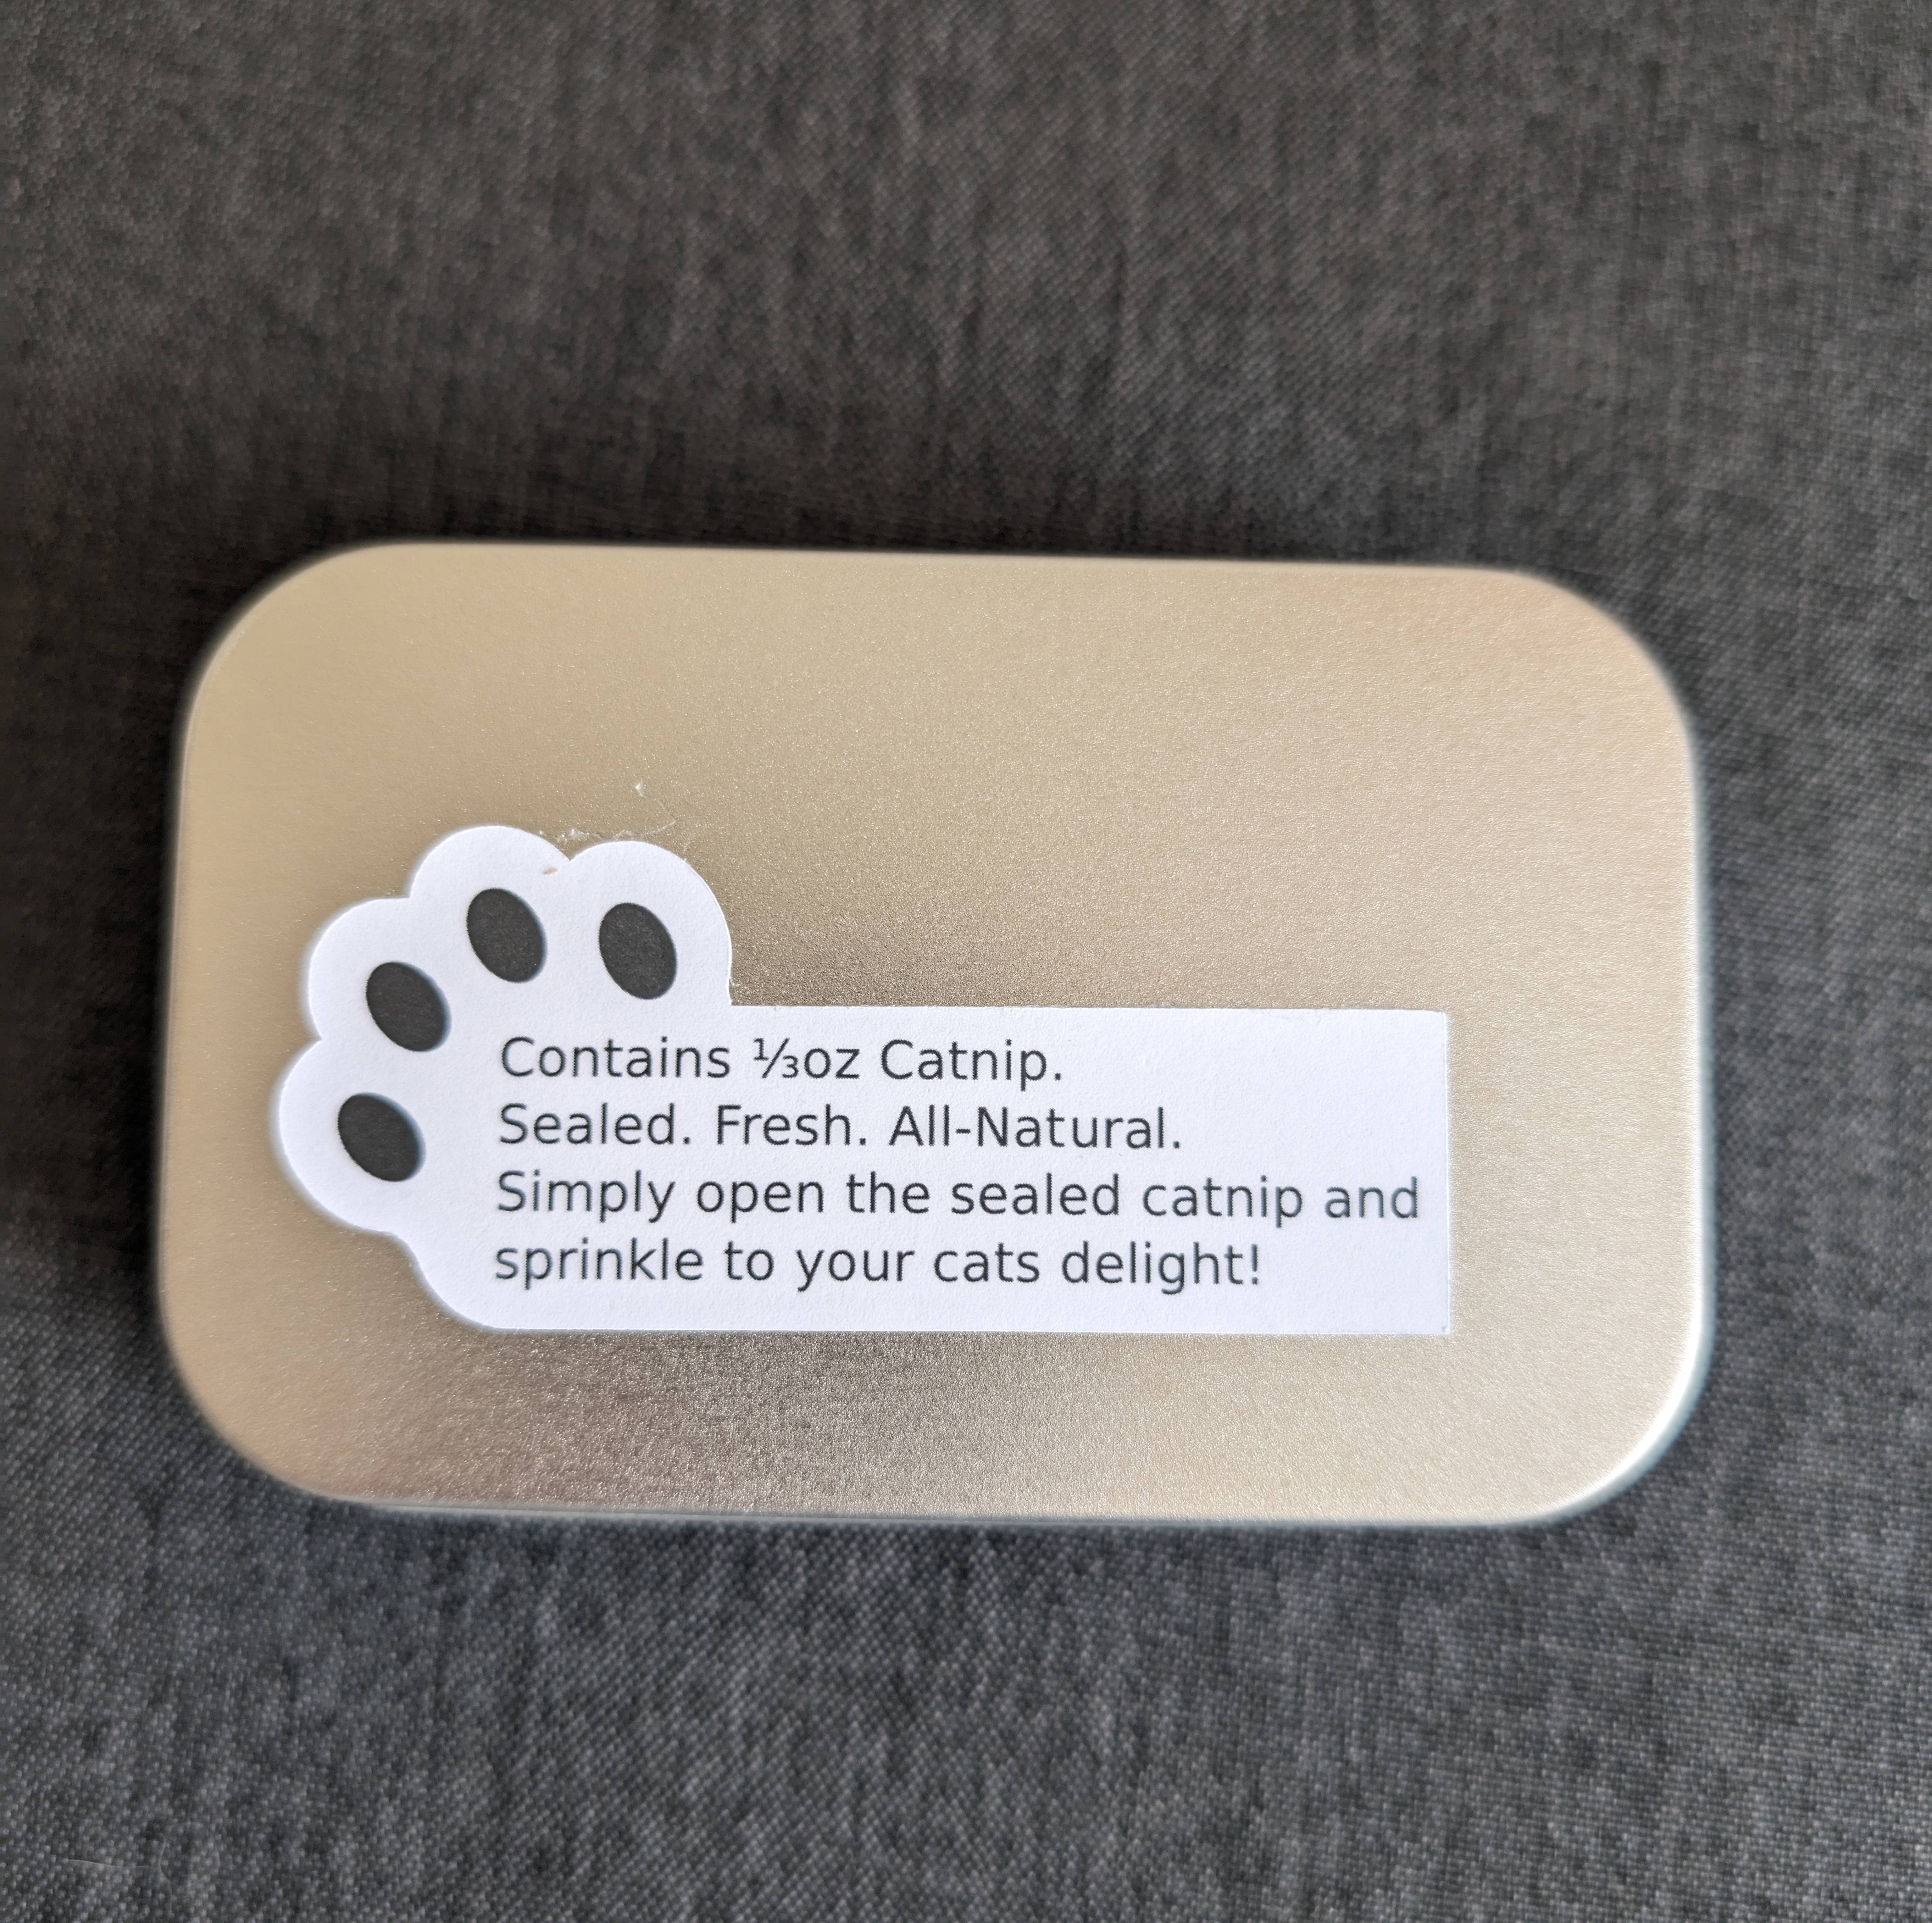 Contains ⅓oz Catnip.
Sealed. Fresh. All-Natural.
Simply open the sealed catnip and
sprinkle to your cats delight!